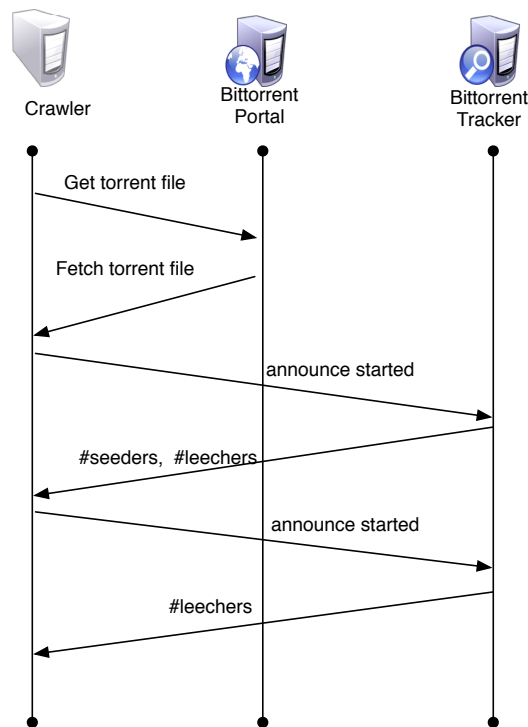 Crawler
Bittorrent
Portal
Bittorrent
Tracker
Get torrent file
Fetch torrent file
announce started
#seeders, #leechers
announce started
#leechers